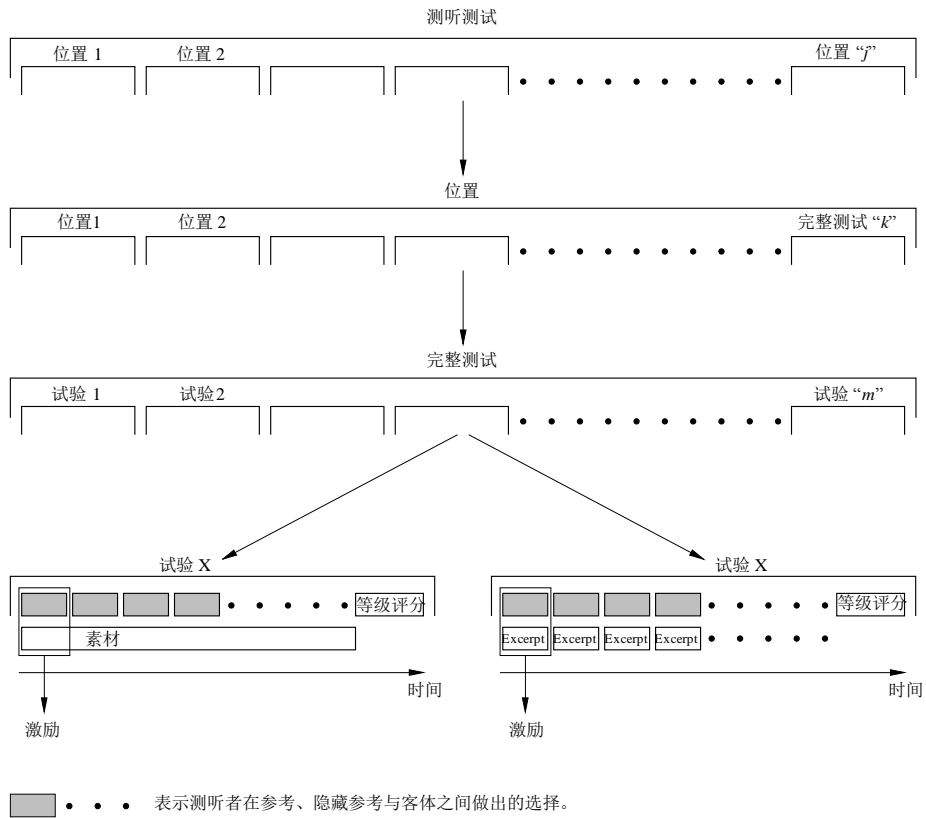 测听测试
位置 1 位置 2 位置 “j”
位置
位置1 位置 2 完整测试 “k”
完整测试
试验 1 试验2 试验 “m”
试验 X 试验 X
等级评分 等级评分
素材 Excerpt Excerpt Excerpt Excerpt
时间 时间
激励 激励
表示测听者在参考、隐藏参考与客体之间做出的选择。